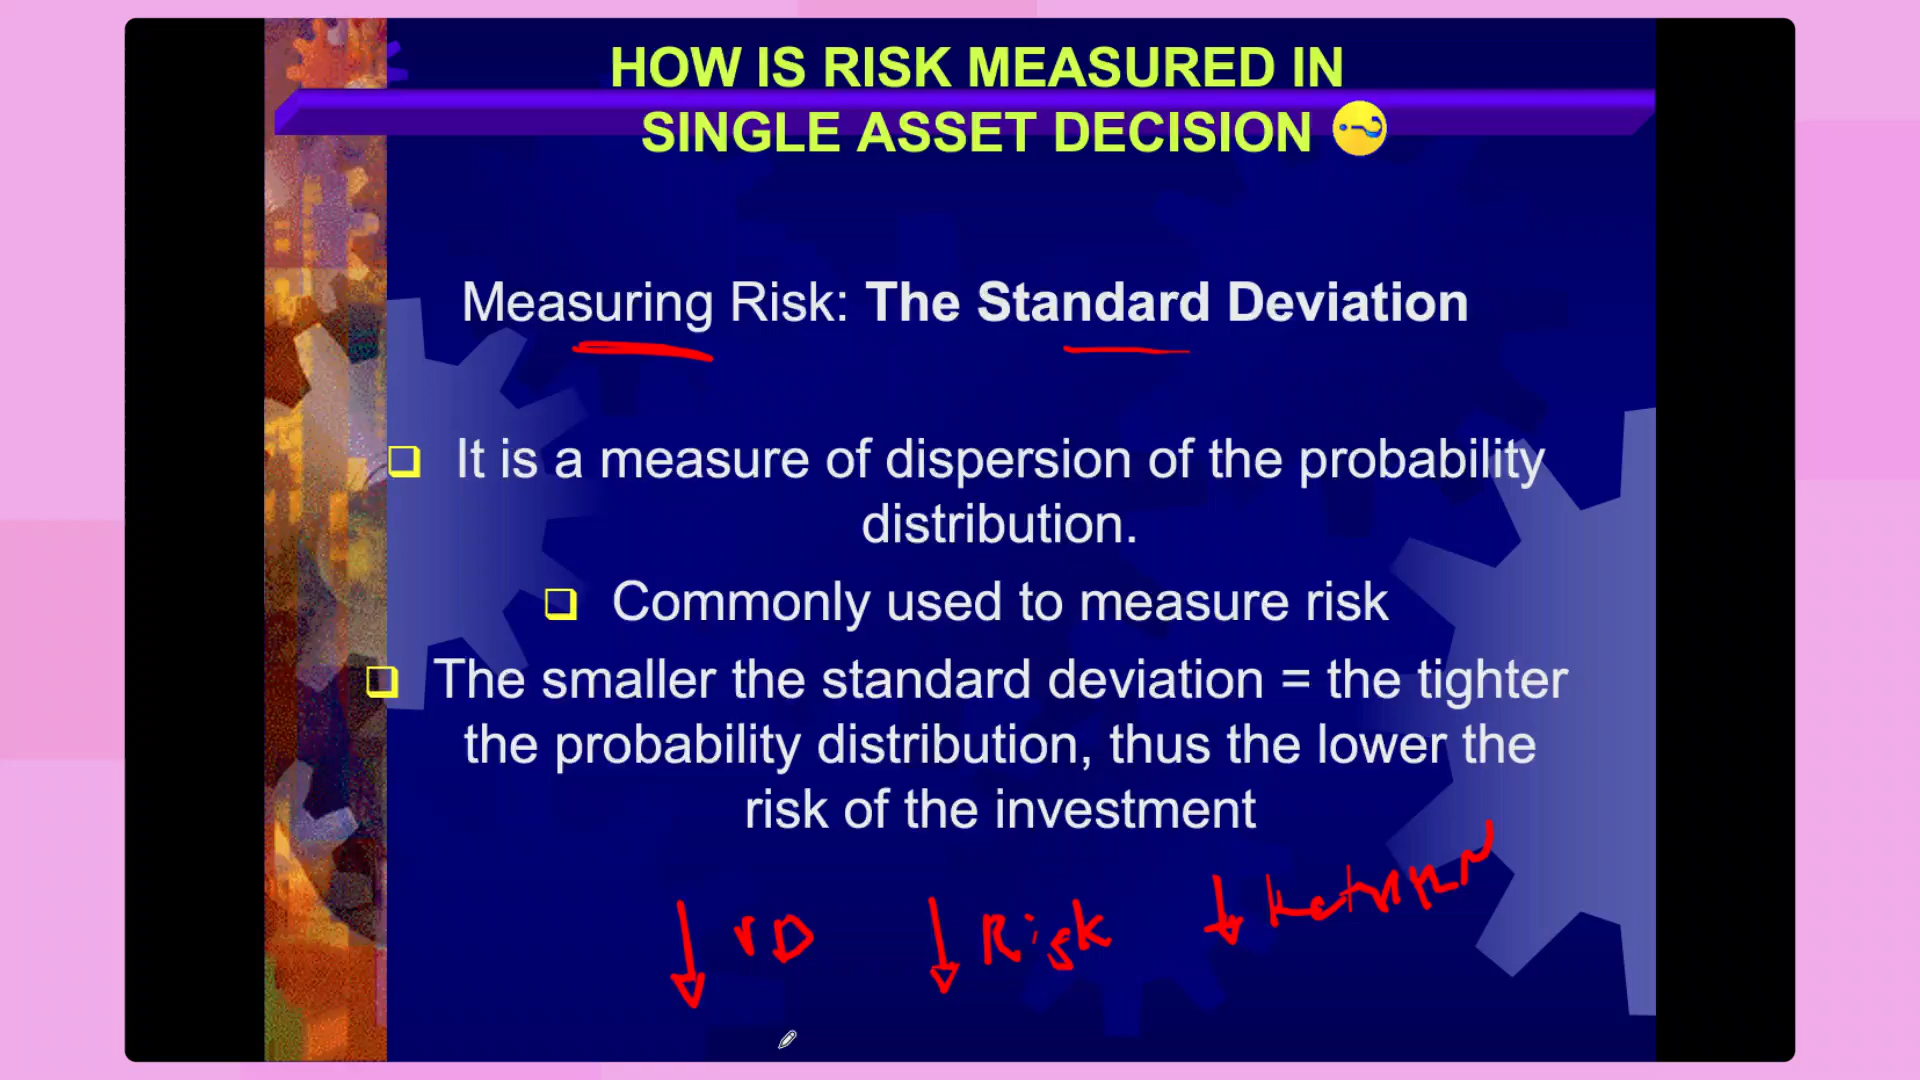 HOW IS RISK MEASURED IN
SINGLE ASSET DECISION ?
Measuring Risk: The Standard Deviation
❑ It is a measure of dispersion of the probability
distribution.
❑ Commonly used to measure risk
❑ The smaller the standard deviation = the tighter
the probability distribution, thus the lower the
risk of the investment
↓ ↓ Risk ↓ Return